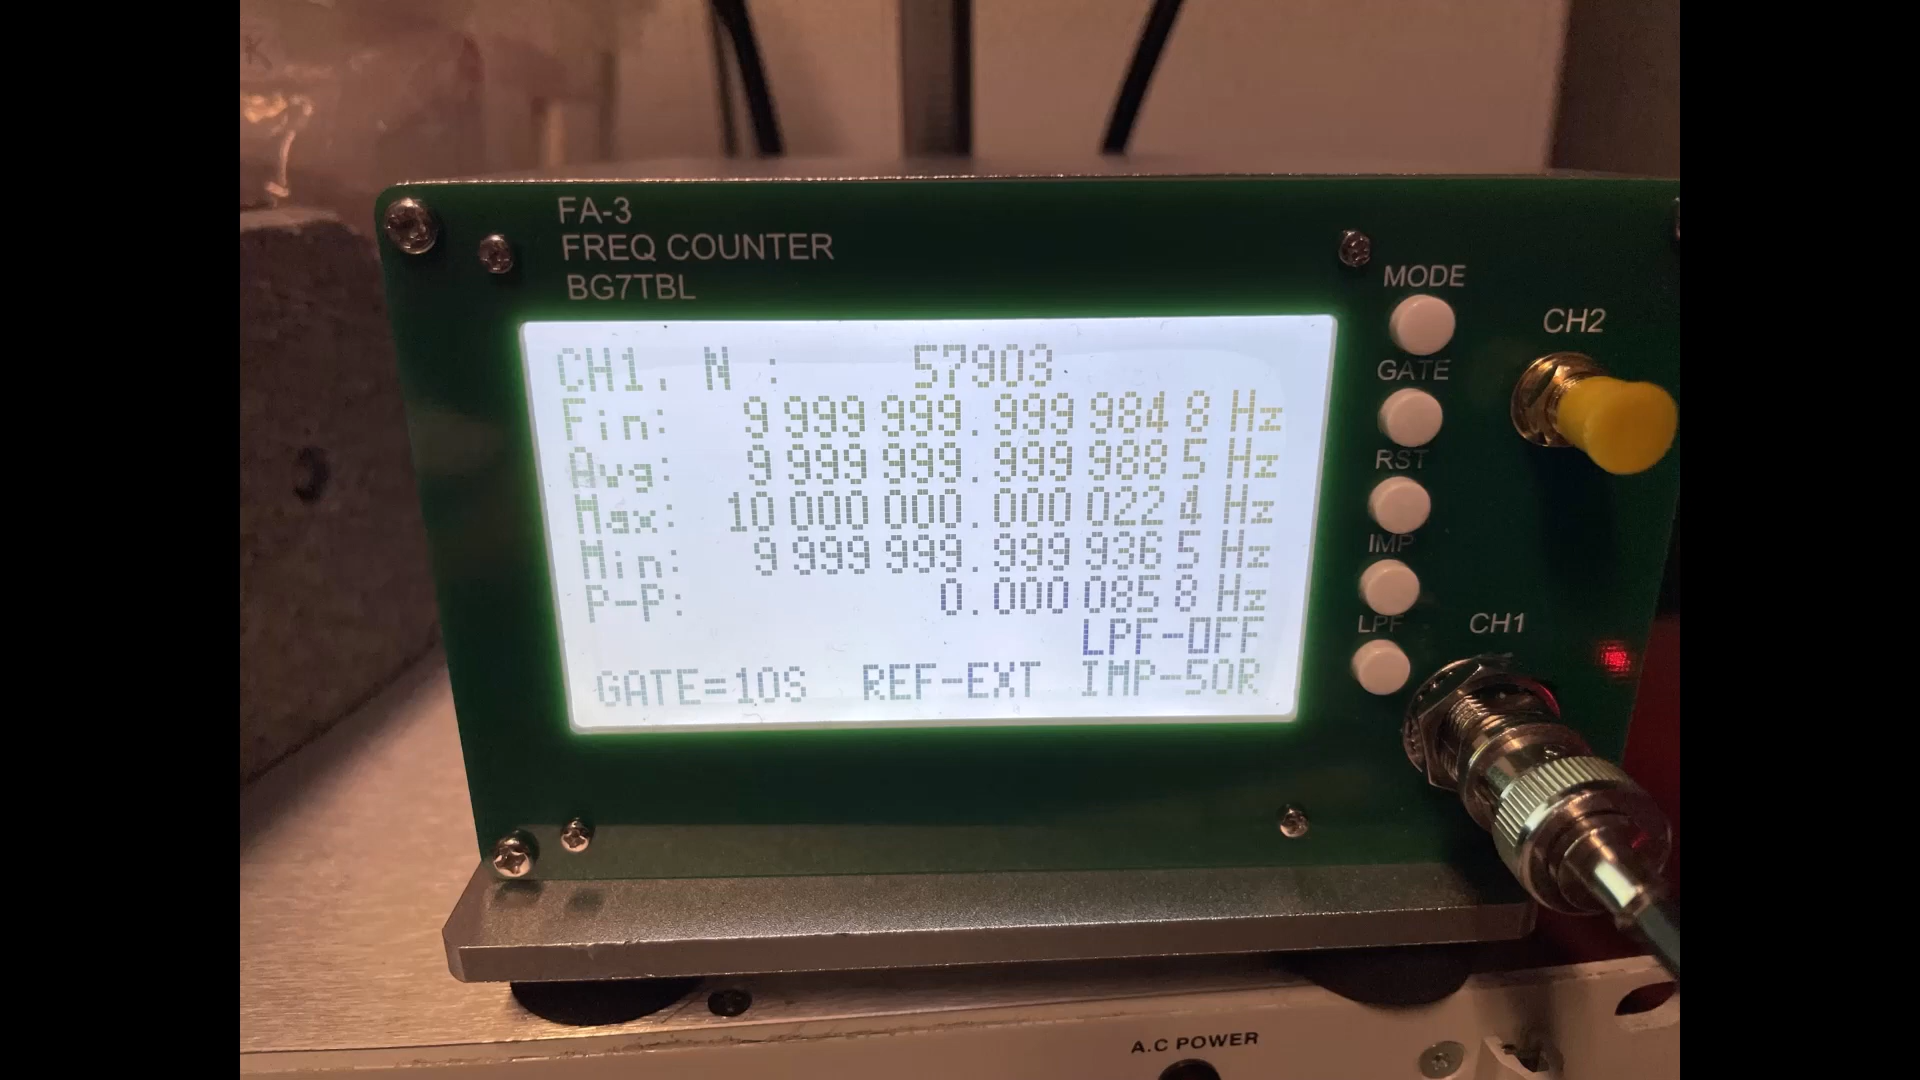 FA-3
FREQ COUNTER
BG7TBL
CH1. N : 57903
Fin: 9 999 999.999 984 8 Hz
Avg: 9 999 999.999 988 5 Hz
Max: 10 000 000.000 022 4 Hz
Min: 9 999 999.999 936 5 Hz
P-P: 0.000 085 8 Hz
LPF-OFF
GATE=10S REF-EXT IMP-50R
MODE
GATE
RST
IMP
LPF
CH2
CH1
A.C POWER